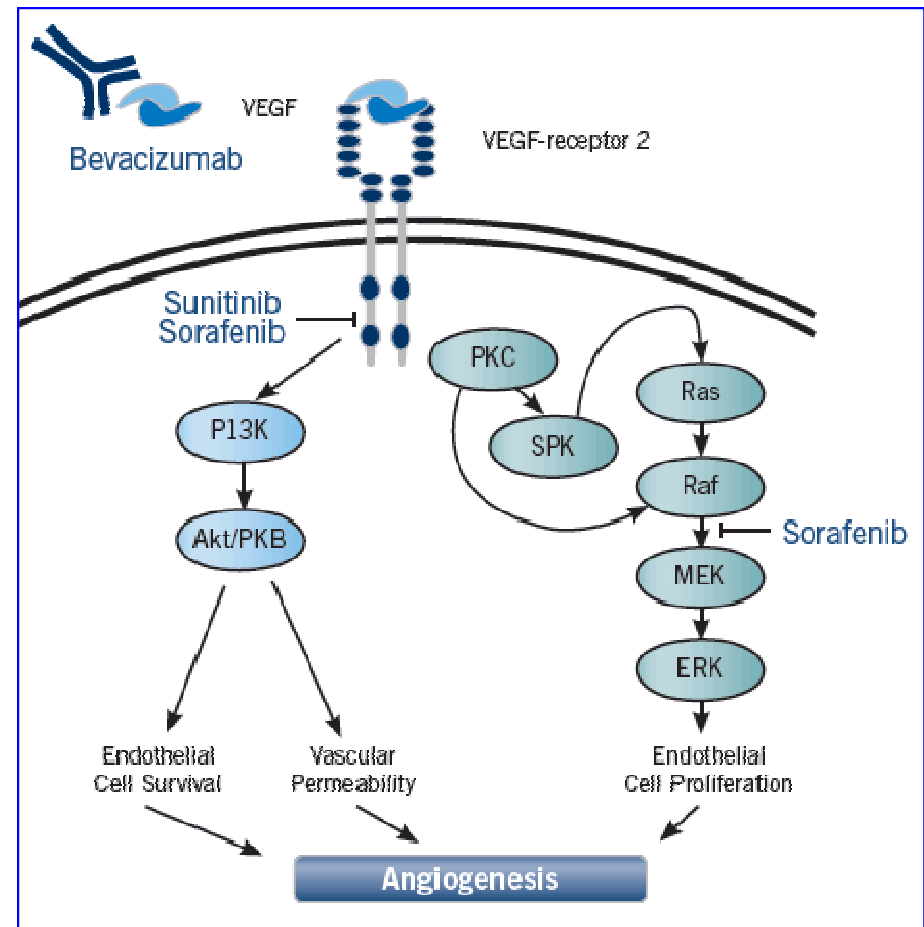 VEGF
Bevacizumab
VEGF-receptor 2
Sunitinib
Sorafenib
PKC
SPK
Ras
Raf
Sorafenib
MEK
ERK
P13K
Akt/PKB
Endothelial
Cell Survival
Vascular
Permeability
Endothelial
Cell Proliferation
Angiogenesis